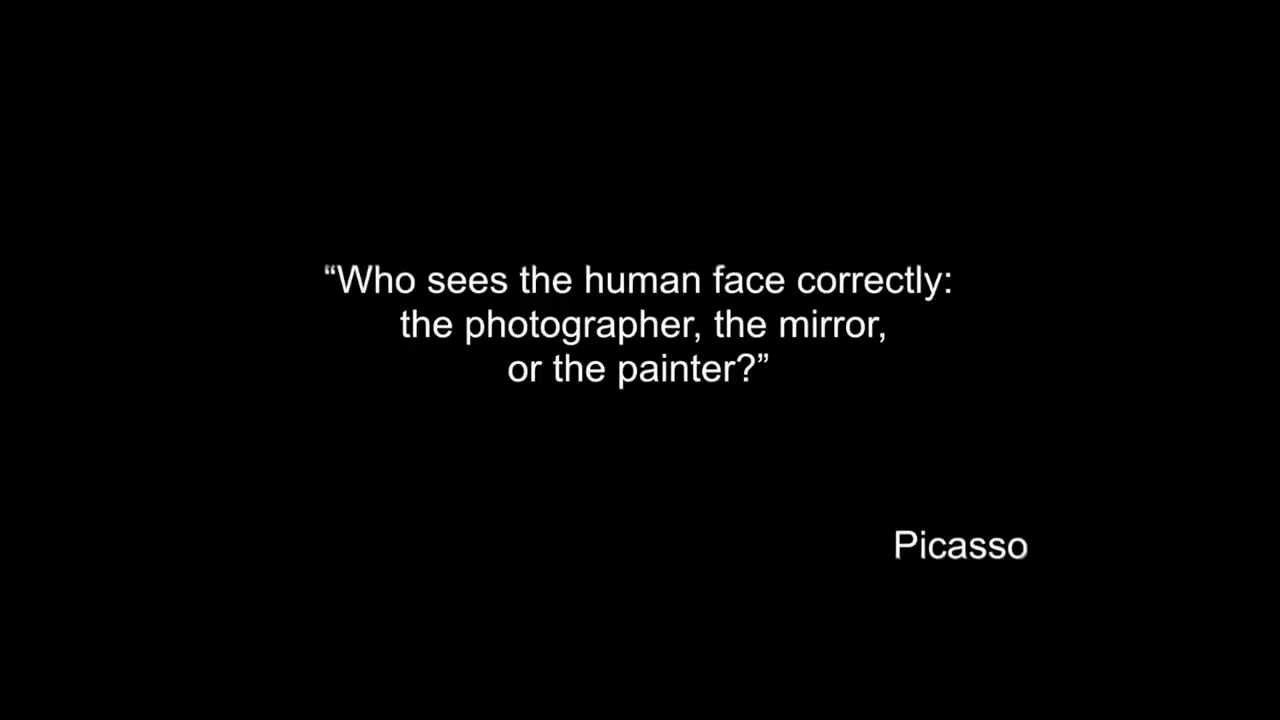 “Who sees the human face correctly:
the photographer, the mirror,
or the painter?”
Picasso